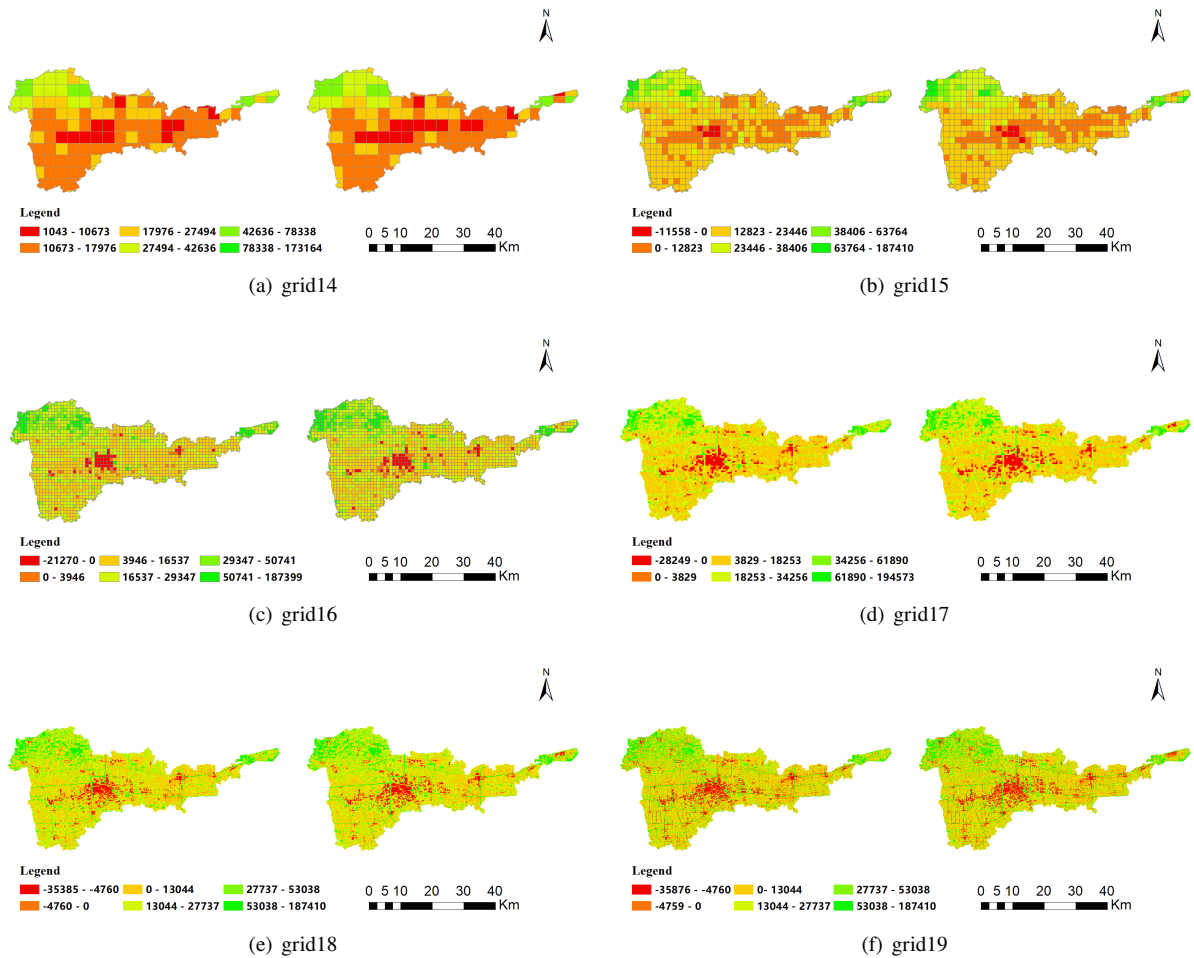 N
N
Legend
1043 - 10673 17976 - 27494 42636 - 78338
10673 - 17976 27494 - 42636 78338 - 173164
0 5 10 20 30 40
Km
Legend
-11558 - 0 12823 - 23446 38406 - 63764
0 - 12823 23446 - 38406 63764 - 187410
0 5 10 20 30 40
Km
(a) grid14
(b) grid15
N
N
Legend
-21270 - 0 3946 - 16537 29347 - 50741
0 - 3946 16537 - 29347 50741 - 187399
0 5 10 20 30 40
Km
Legend
-28249 - 0 3829 - 18253 34256 - 61890
0 - 3829 18253 - 34256 61890 - 194573
0 5 10 20 30 40
Km
(c) grid16
(d) grid17
N
N
Legend
-35385 - -4760 0 - 13044 27737 - 53038
-4760 - 0 13044 - 27737 53038 - 187410
0 5 10 20 30 40
Km
Legend
-35876 - -4760 0- 13044 27737 - 53038
-4759 - 0 13044 - 27737 53038 - 187410
0 5 10 20 30 40
Km
(e) grid18
(f) grid19